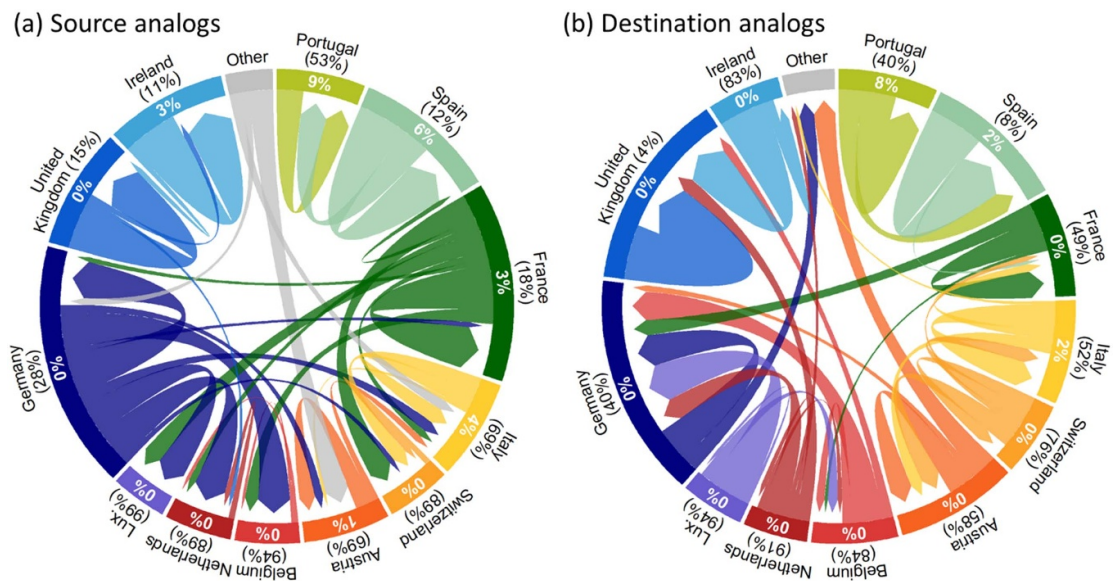 (a) Source analogs
Other
Portugal
(53%)
9%
Spain
(12%)
6%
France
(18%)
3%
Italy
(69%)
4%
Switzerland
(89%)
0%
Austria
(69%)
1%
Belgium
(94%)
0%
Netherlands
(89%)
0%
Lux.
(99%)
0%
Germany
(28%)
0%
United
Kingdom (15%)
0%
Ireland
(11%)
3%
(b) Destination analogs
Other
Portugal
(40%)
8%
Spain
(8%)
2%
France
(49%)
0%
Italy
(52%)
2%
Switzerland
(76%)
0%
Austria
(58%)
0%
Belgium
(84%)
0%
Netherlands
(91%)
0%
Lux.
(94%)
0%
Germany
(40%)
0%
United
Kingdom (4%)
0%
Ireland
(83%)
0%